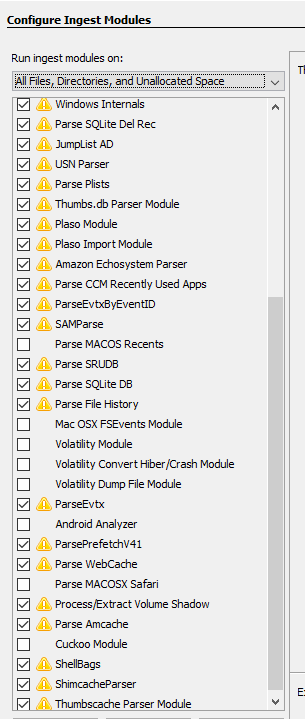 Configure Ingest Modules
Run ingest modules on:
All Files, Directories, and Unallocated Space
Windows Internals
Parse SQLite Del Rec
JumpList AD
USN Parser
Parse Plists
Thumbs.db Parser Module
Plaso Module
Plaso Import Module
Amazon Echosystem Parser
Parse CCM Recently Used Apps
ParseEvtxByEventID
SAMParse
Parse MACOS Recents
Parse SRUDB
Parse SQLite DB
Parse File History
Mac OSX FSEvents Module
Volatility Module
Volatility Convert Hiber/Crash Module
Volatility Dump File Module
ParseEvtx
Android Analyzer
ParsePrefetchV41
Parse WebCache
Parse MACOSX Safari
Process/Extract Volume Shadow
Parse Amcache
Cuckoo Module
ShellBags
ShimcacheParser
Thumbscache Parser Module